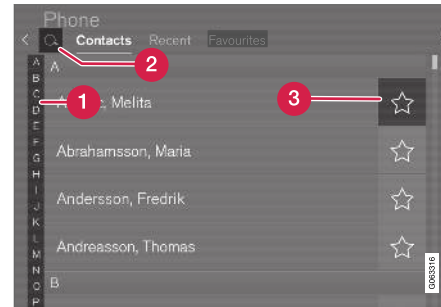 Phone
Contacts Recent Favourites
2
A
A
B
C
D
E
F
G
H
I
J
K
L
M
N
O
P
1
, Melita
3
Abrahamsson, Maria
Andersson, Fredrik
Andreasson, Thomas
B
G063316